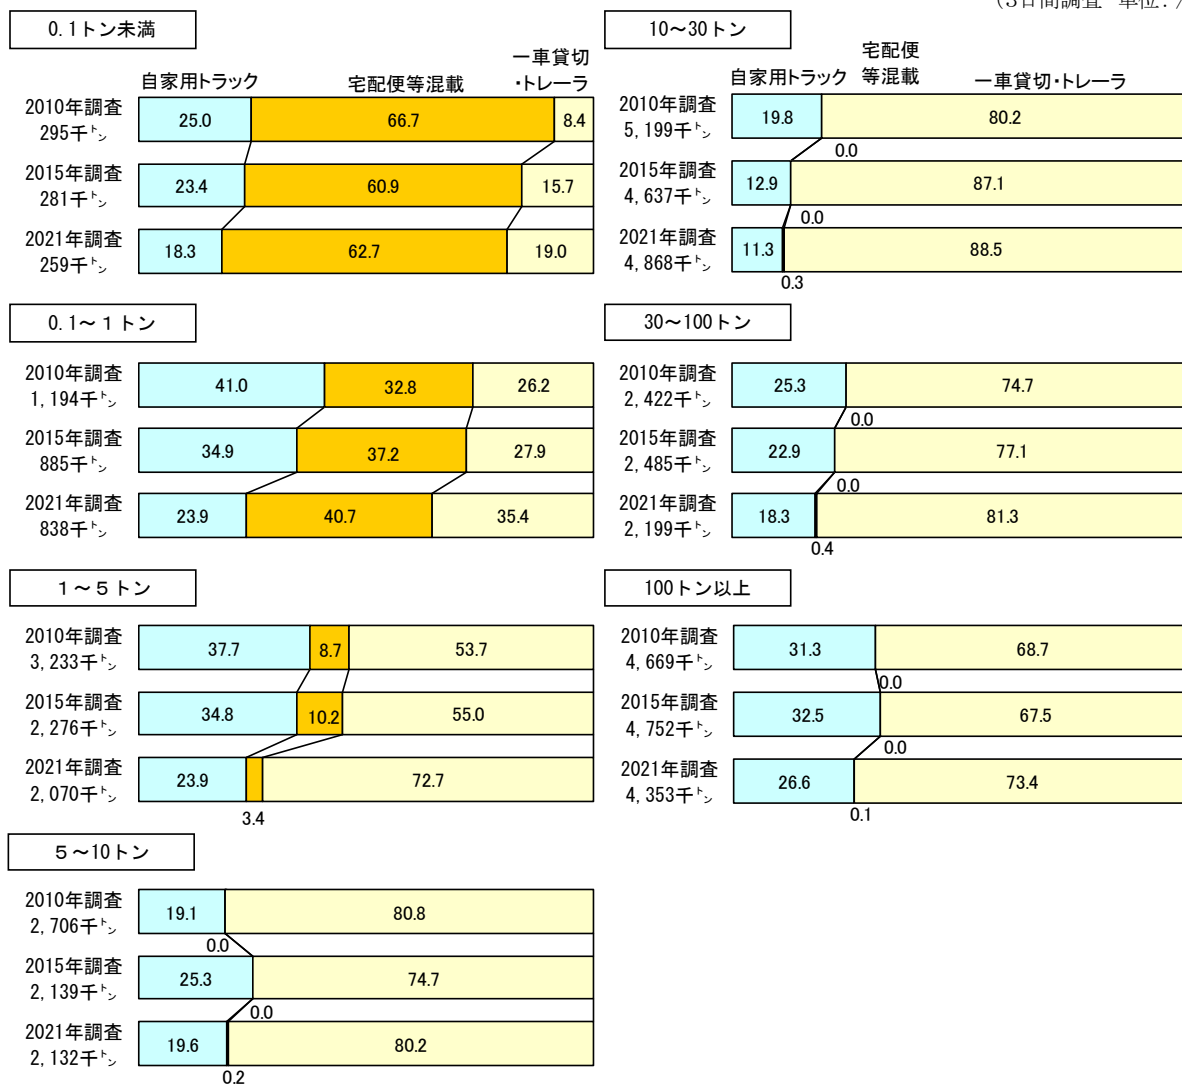 (3日間調査 単位:
0.1トン未満
自家用トラック 宅配便等混載 一車貸切
・トレーラ
2010年調査
295千トン
25.0 66.7 8.4
2015年調査
281千トン
23.4 60.9 15.7
2021年調査
259千トン
18.3 62.7 19.0
0.1～1トン
2010年調査
1,194千トン
41.0 32.8 26.2
2015年調査
885千トン
34.9 37.2 27.9
2021年調査
838千トン
23.9 40.7 35.4
1～5トン
2010年調査
3,233千トン
37.7 8.7 53.7
2015年調査
2,276千トン
34.8 10.2 55.0
2021年調査
2,070千トン
23.9 72.7
3.4
5～10トン
2010年調査
2,706千トン
19.1 80.8
0.0
2015年調査
2,139千トン
25.3 74.7
0.0
2021年調査
2,132千トン
19.6 80.2
0.2
10～30トン
自家用トラック 宅配便
等混載 一車貸切・トレーラ
2010年調査
5,199千トン
19.8 80.2
0.0
2015年調査
4,637千トン
12.9 87.1
0.0
2021年調査
4,868千トン
11.3 88.5
0.3
30～100トン
2010年調査
2,422千トン
25.3 74.7
0.0
2015年調査
2,485千トン
22.9 77.1
0.0
2021年調査
2,199千トン
18.3 81.3
0.4
100トン以上
2010年調査
4,669千トン
31.3 68.7
0.0
2015年調査
4,752千トン
32.5 67.5
0.0
2021年調査
4,353千トン
26.6 73.4
0.1